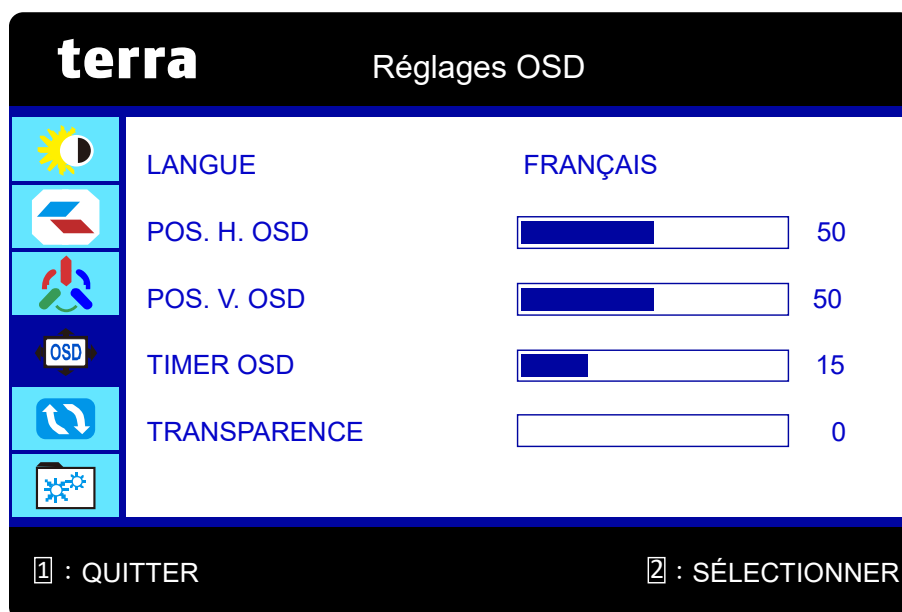 terra
Réglages OSD
LANGUE FRANÇAIS
POS. H. OSD 50
POS. V. OSD 50
OSD
TIMER OSD 15
TRANSPARENCE 0
1 : QUITTER
2 : SÉLECTIONNER